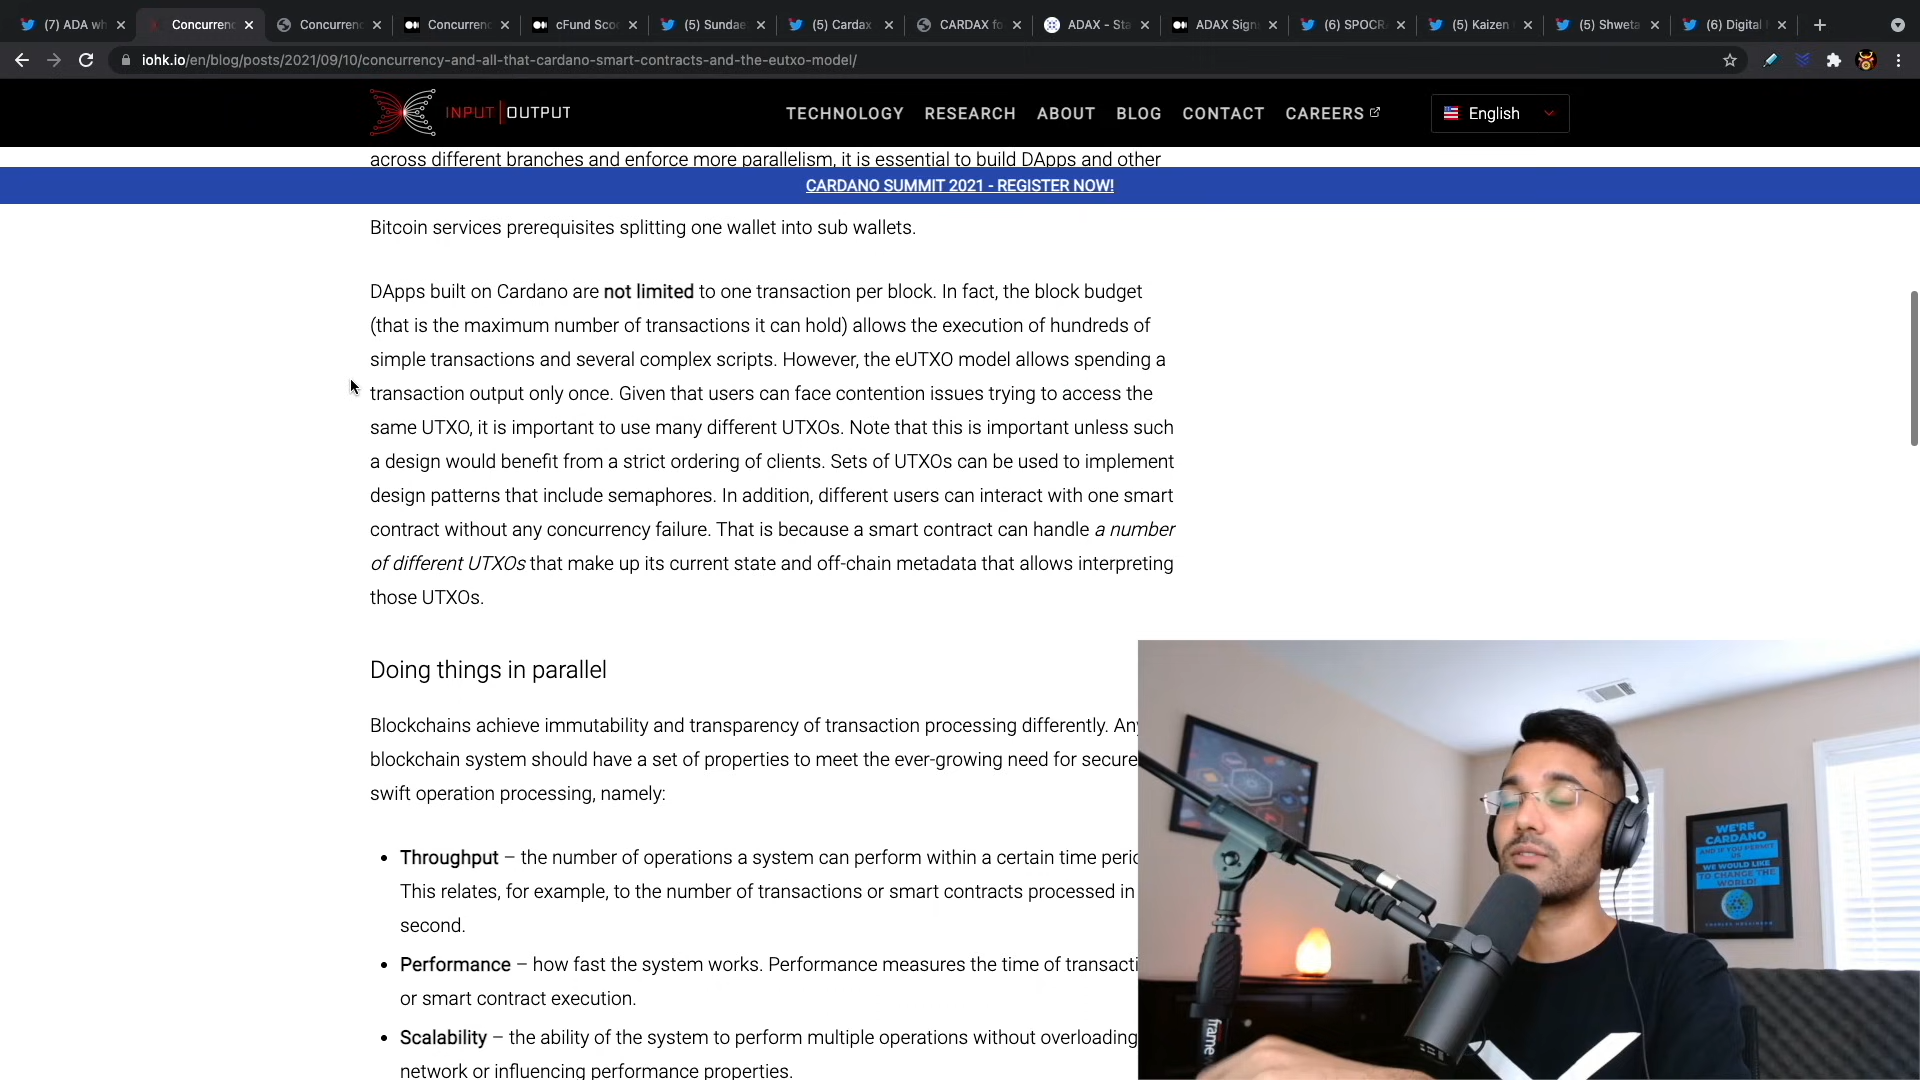 (7) ADA wh
Concurrenc
Concurrenc
Concurrenc
cFund Sco
(5) Sundae
(5) Cardax
CARDAX fo
ADAX - Sta
ADAX Sign
(6) SPOCR
(5) Kaizen
(5) Shweta
(6) Digital
iohk.io/en/blog/posts/2021/09/10/concurrency-and-all-that-cardano-smart-contracts-and-the-eutxo-model/
INPUT | OUTPUT
TECHNOLOGY RESEARCH ABOUT BLOG CONTACT CAREERS
English
across different branches and enforce more parallelism, it is essential to build DApps and other
CARDANO SUMMIT 2021 - REGISTER NOW!
Bitcoin services prerequisites splitting one wallet into sub wallets.
DApps built on Cardano are not limited to one transaction per block. In fact, the block budget
(that is the maximum number of transactions it can hold) allows the execution of hundreds of
simple transactions and several complex scripts. However, the eUTXO model allows spending a
transaction output only once. Given that users can face contention issues trying to access the
same UTXO, it is important to use many different UTXOs. Note that this is important unless such
a design would benefit from a strict ordering of clients. Sets of UTXOs can be used to implement
design patterns that include semaphores. In addition, different users can interact with one smart
contract without any concurrency failure. That is because a smart contract can handle a number
of different UTXOs that make up its current state and off-chain metadata that allows interpreting
those UTXOs.
Doing things in parallel
Blockchains achieve immutability and transparency of transaction processing differently. Any
blockchain system should have a set of properties to meet the ever-growing need for secure
swift operation processing, namely:
• Throughput – the number of operations a system can perform within a certain time peri
This relates, for example, to the number of transactions or smart contracts processed in
second.
• Performance – how fast the system works. Performance measures the time of transacti
or smart contract execution.
• Scalability – the ability of the system to perform multiple operations without overloading
network or influencing performance properties.
WE'RE
CARDANO
AND IF YOU PERMIT
US
WE WOULD LIKE
TO CHANGE THE
WORLD!
CHARLES HOSKINSON
frame